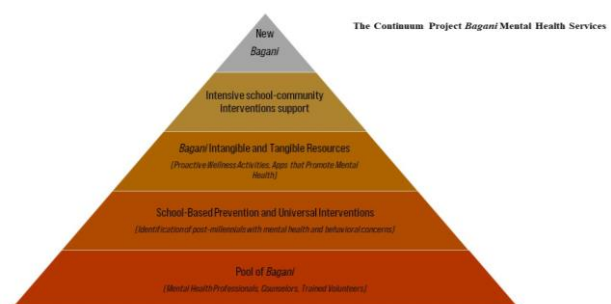 The Continuum Project Bagani Mental Health Services
New
Bagani
Intensive school-community
interventions support
Bagani Intangible and Tangible Resources
(Proactive Wellness Activities, Apps that Promote Mental
Health)
School-Based Prevention and Universal Interventions
(Identification of post-millennials with mental health and behavioral concerns)
Pool of Bagani
(Mental Health Professionals, Counselors, Trained Volunteers)